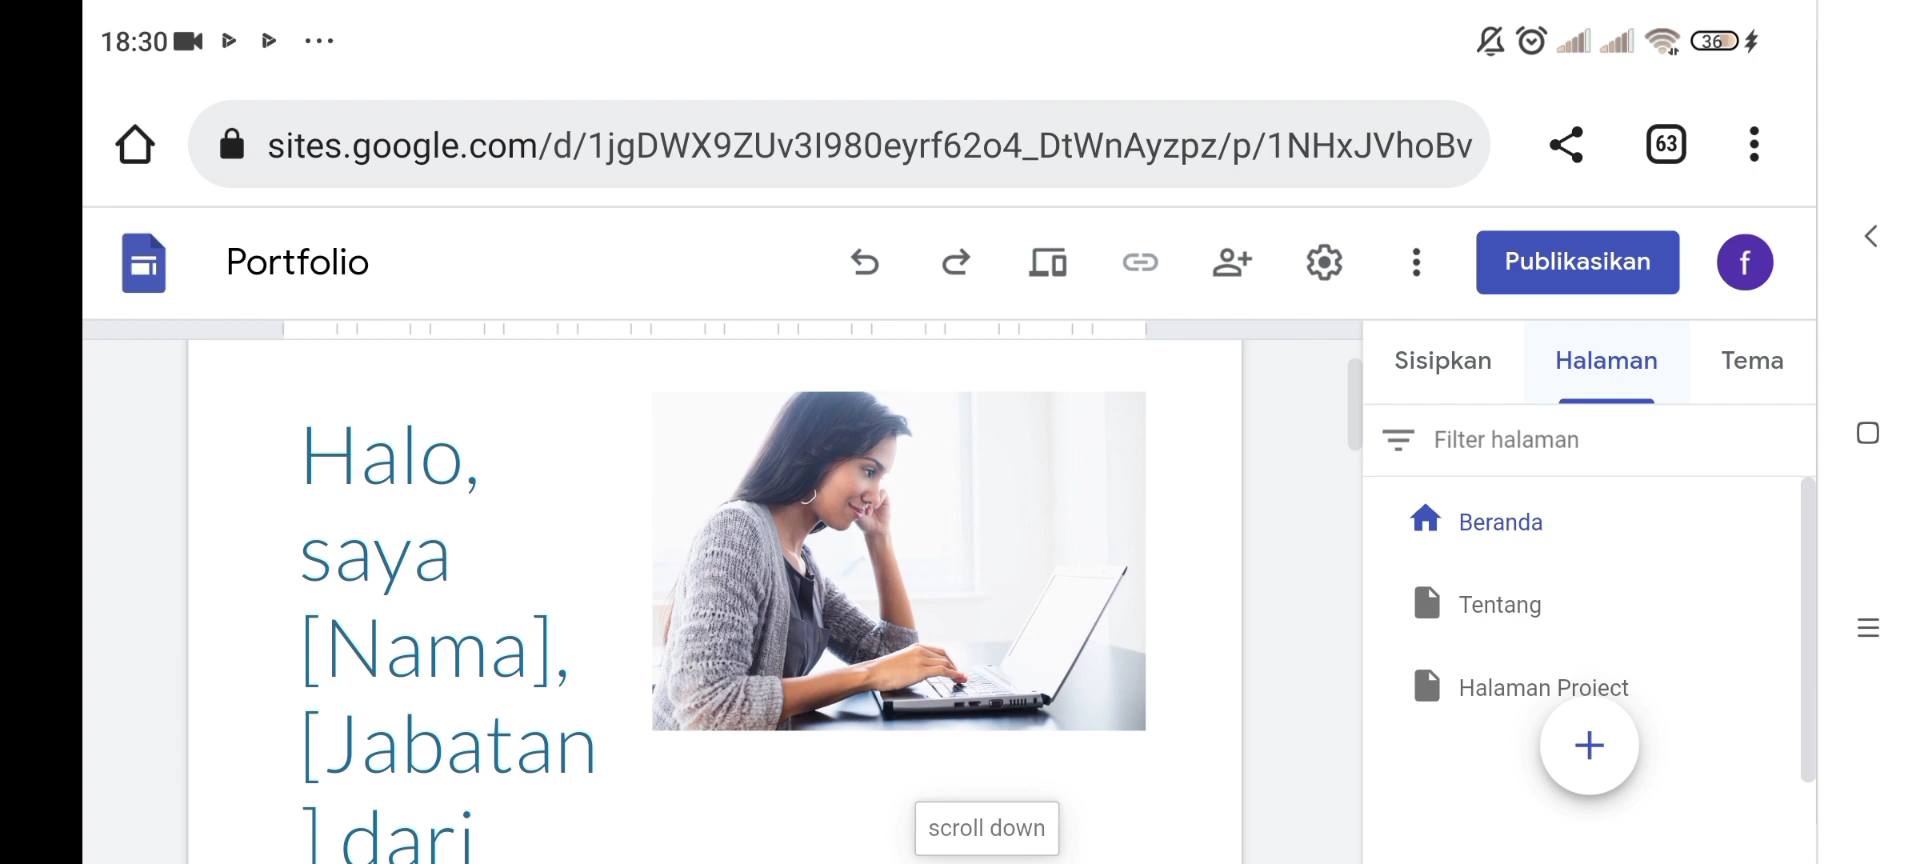 18:30
36
sites.google.com/d/1jgDWX9ZUv3I980eyrf62o4_DtWnAyzpz/p/1NHxJVhoBv
63
Portfolio
Publikasikan
f
Sisipkan
Halaman
Tema
Filter halaman
Beranda
Tentang
Halaman Project
Halo,
saya
[Nama],
[Jabatan
] dari
scroll down